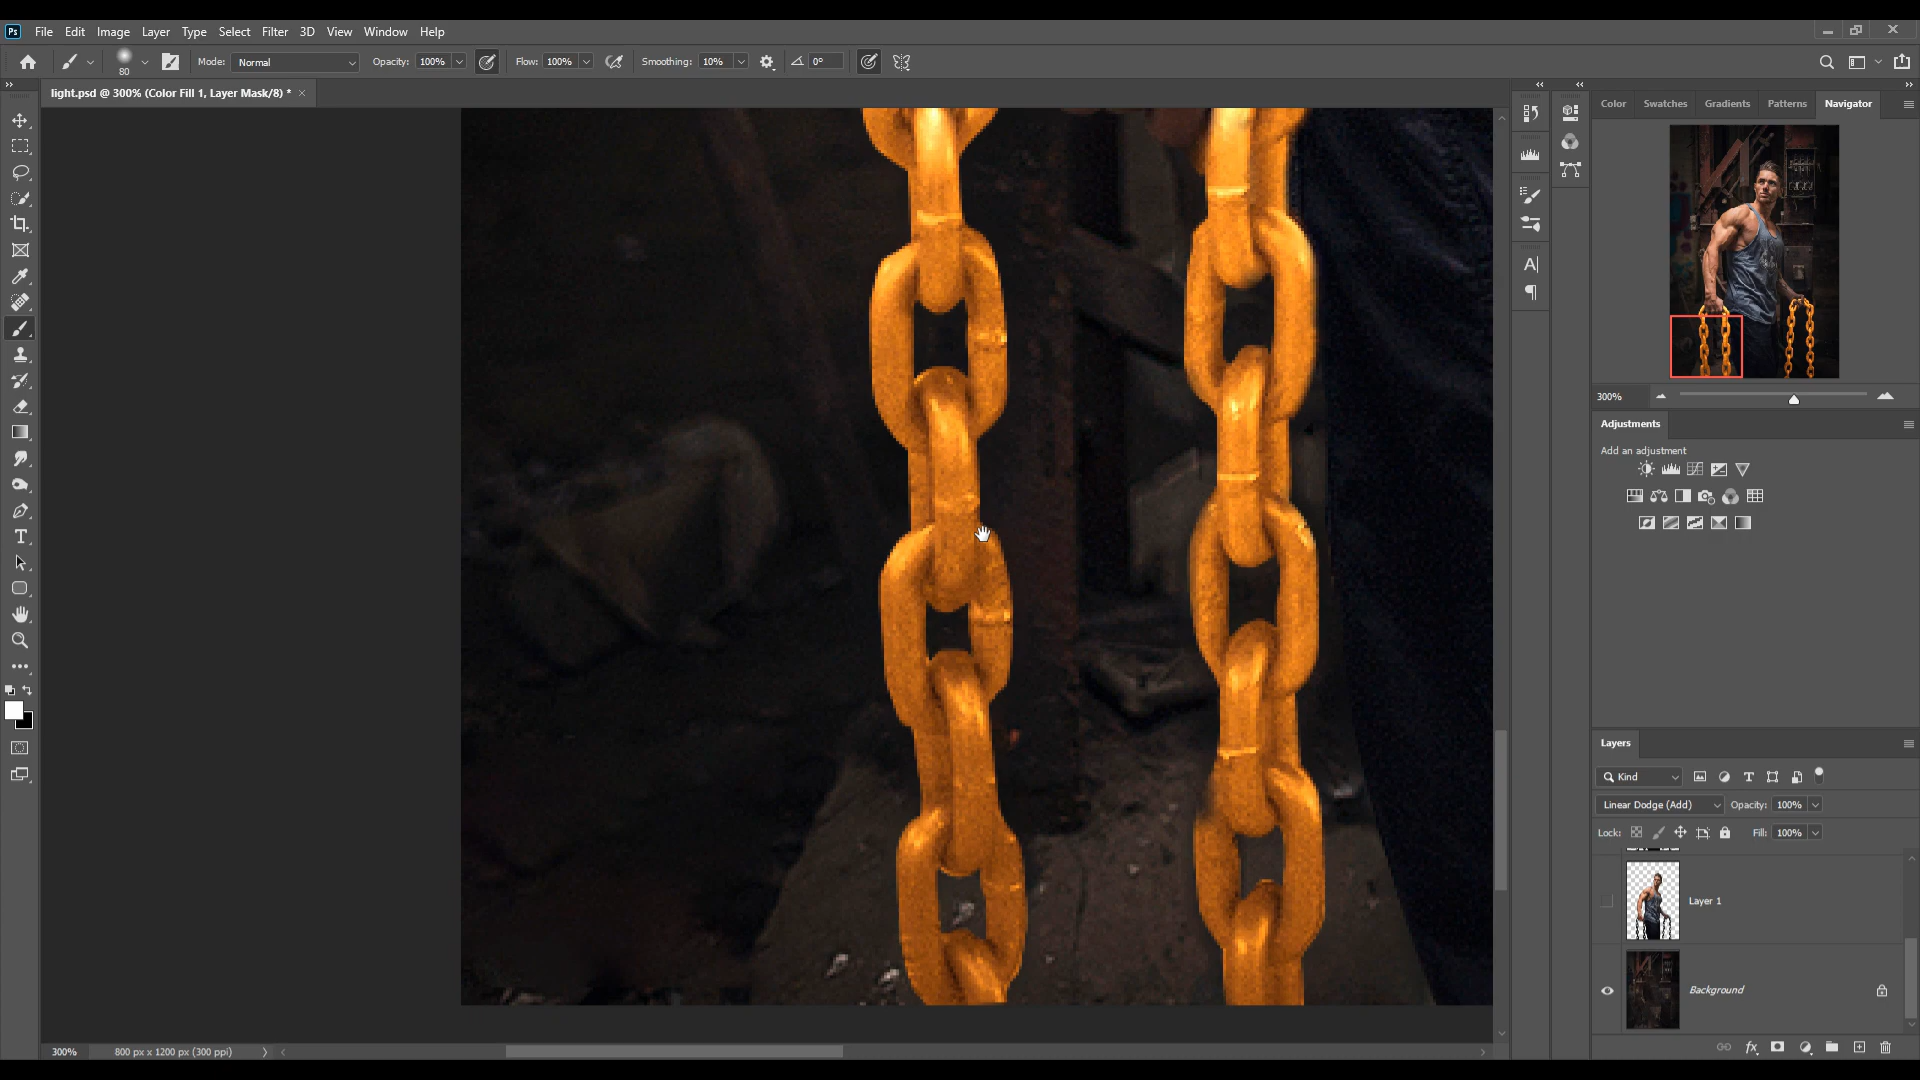 Ps File Edit Image Layer Type Select Filter 3D View Window Help
80 Mode: Normal Opacity: 100% Flow: 100% Smoothing: 10% 0°
light.psd @ 300% (Color Fill 1, Layer Mask/8) * ×
Color Swatches Gradients Patterns Navigator
300%
Adjustments
Add an adjustment
Layers
Kind
Linear Dodge (Add) Opacity: 100%
Lock: Fill: 100%
Layer 1
Background
300% 800 px x 1200 px (300 ppi)